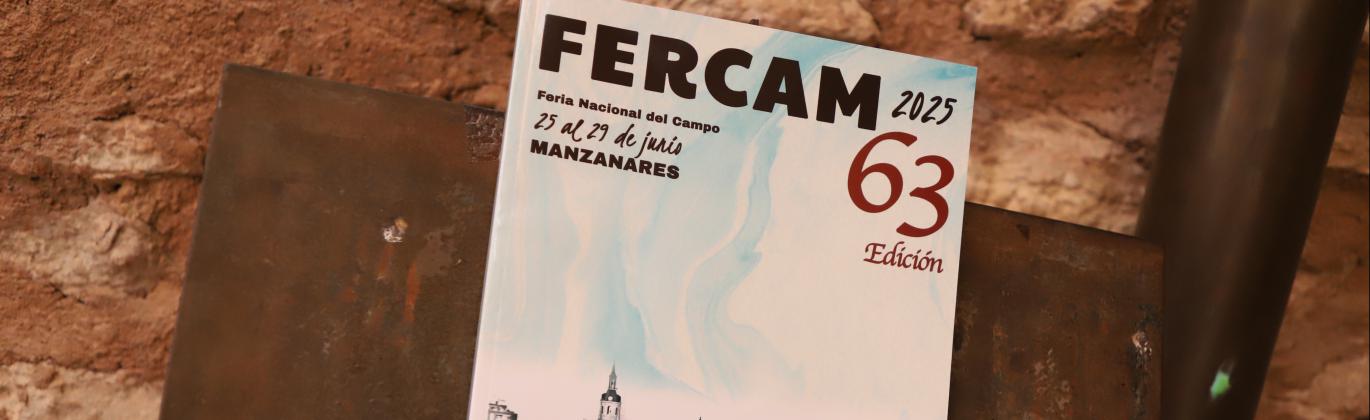 FERCAM 2025
Feria Nacional del Campo
25 al 29 de junio
MANZANARES
63
Edición